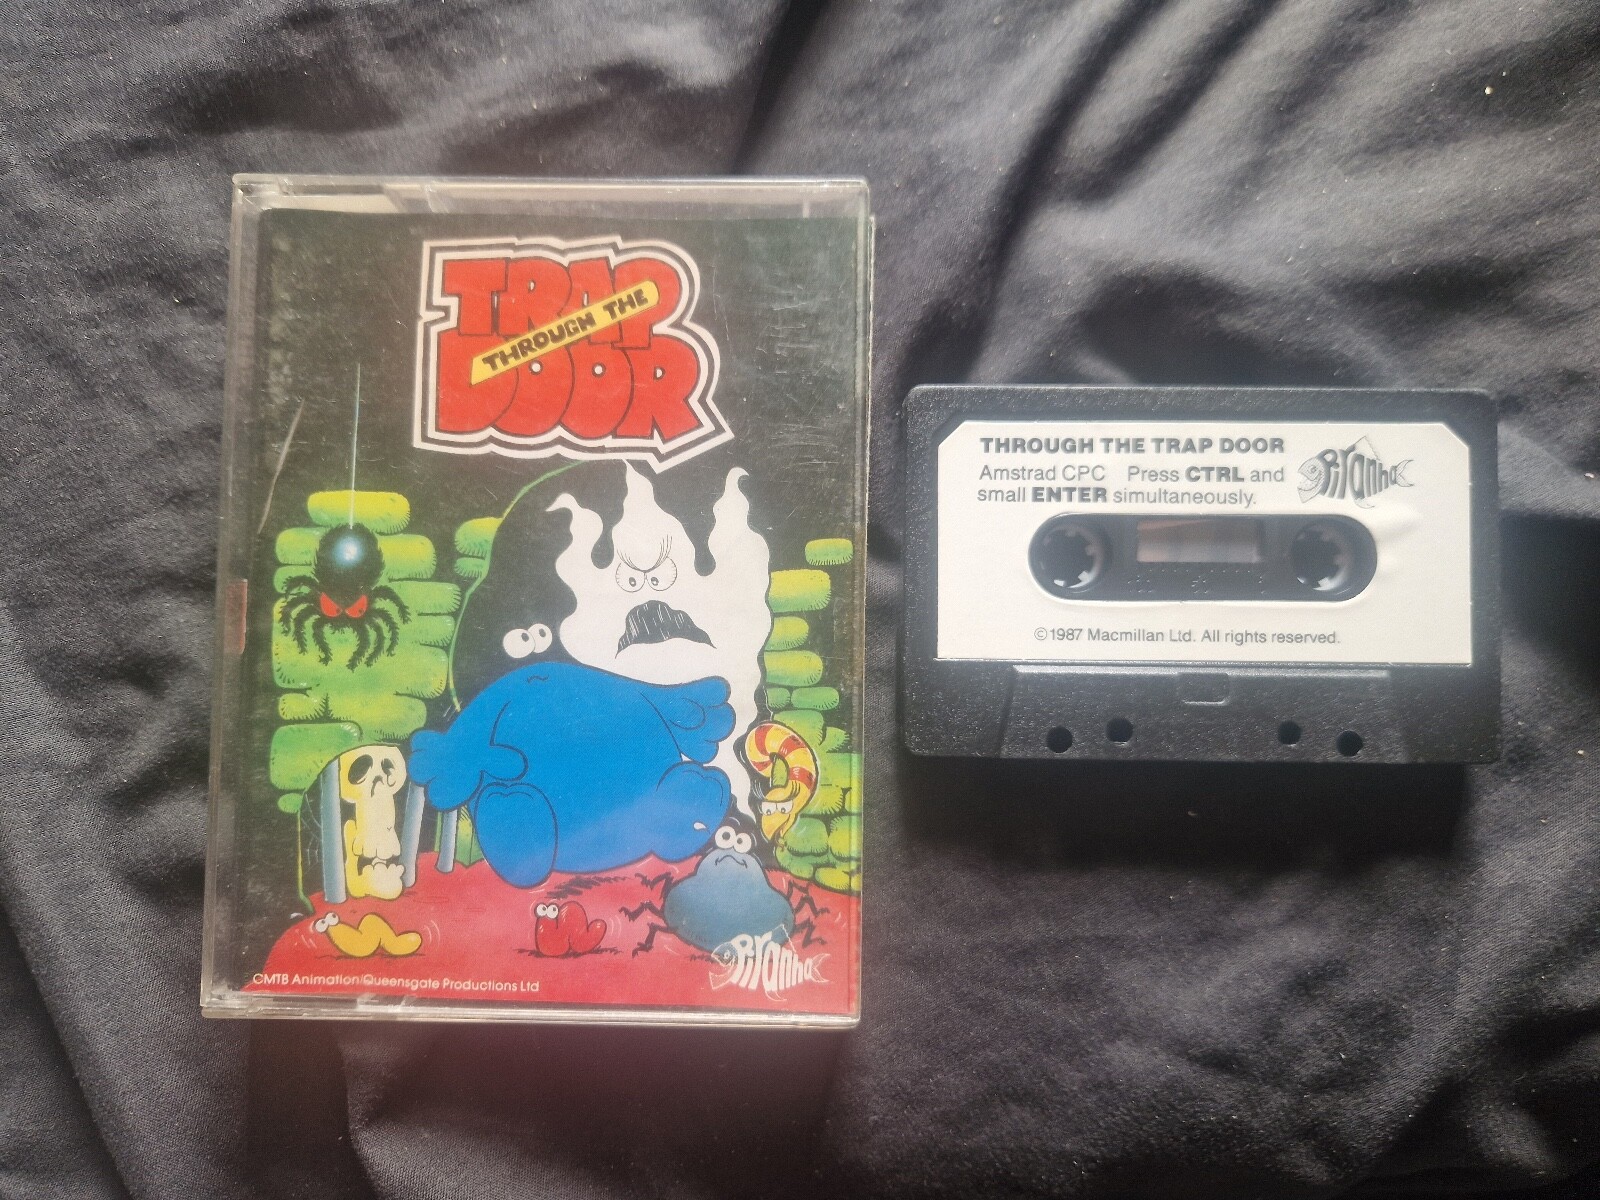 TRAP
THROUGH THE
DOOR
CMTB Animation/Queensgate Productions Ltd
Piranha
THROUGH THE TRAP DOOR
Amstrad CPC Press CTRL and
small ENTER simultaneously.
Piranha
©1987 Macmillan Ltd. All rights reserved.